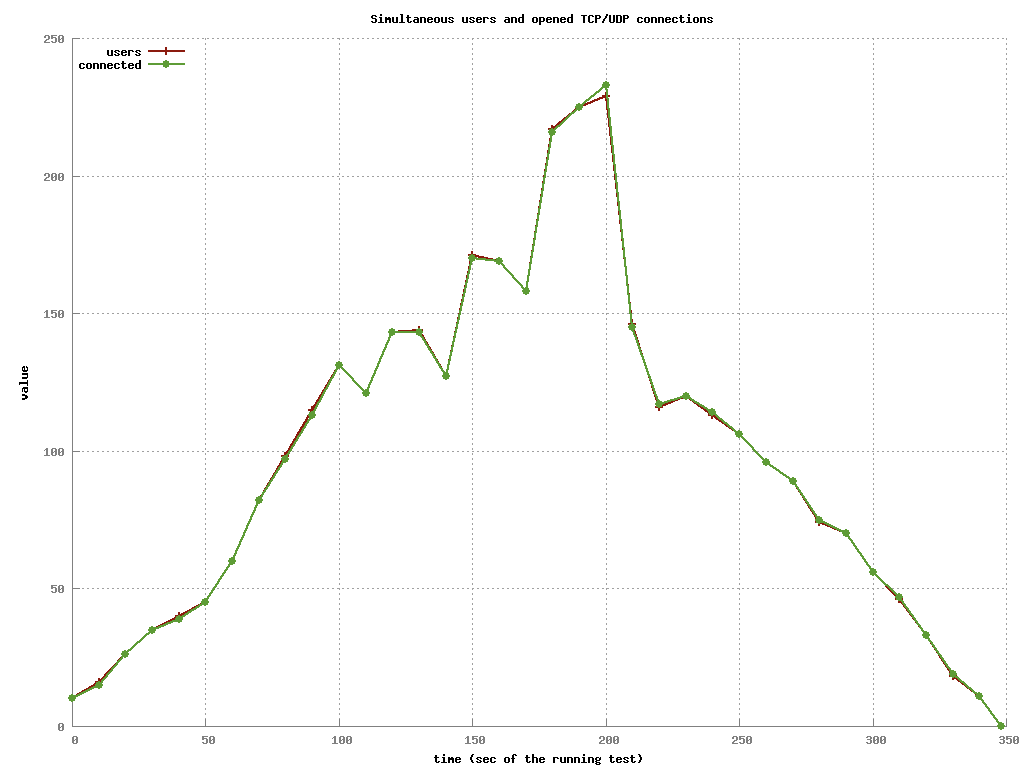 Simultaneous users and opened TCP/UDP connections
250
users
connected
200
150
value
100
50
0
0 50 100 150 200 250 300 350
time (sec of the running test)